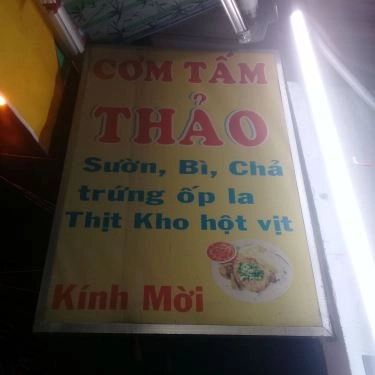 CƠM TẤM
THẢO
Sườn, Bì, Chả
trứng ốp la
Thịt Kho hột vịt
Kính Mời